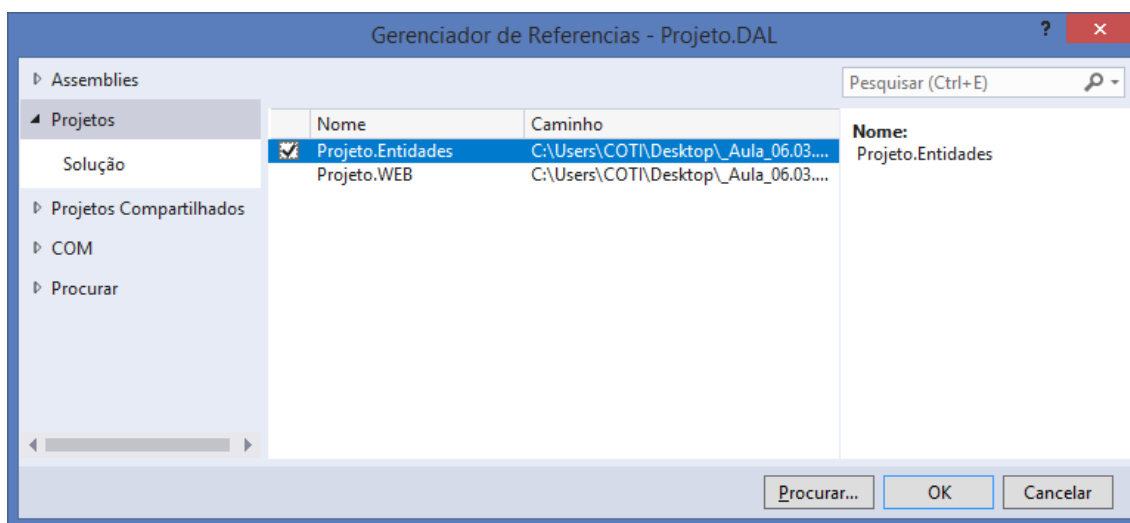 Gerenciador de Referencias - Projeto.DAL
?
Assemblies
Projetos
Solução
Projetos Compartilhados
COM
Procurar
Nome Caminho
Projeto.Entidades C:\Users\COTI\Desktop\_Aula_06.03....
Projeto.WEB C:\Users\COTI\Desktop\_Aula_06.03....
Pesquisar (Ctrl+E)
Nome:
Projeto.Entidades
Procurar... OK Cancelar